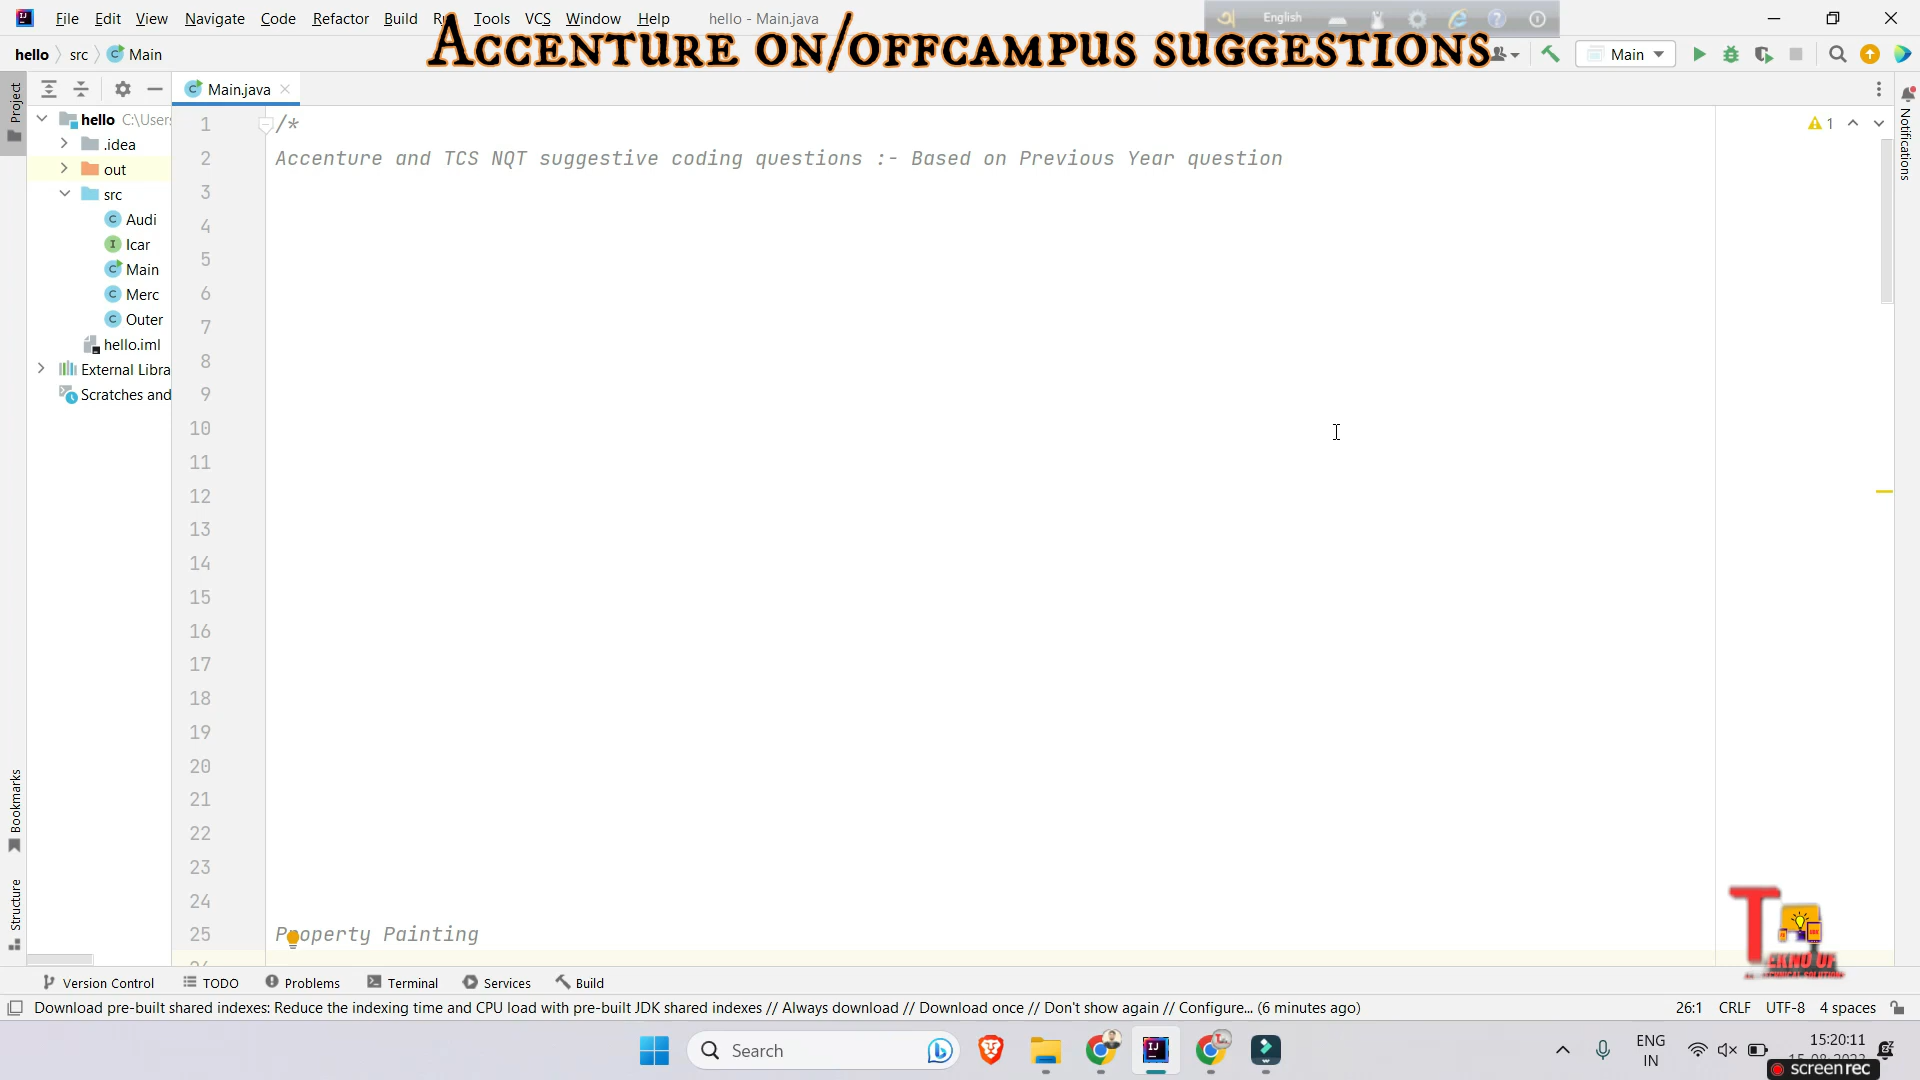 File Edit View Navigate Code Refactor Build Tools VCS Window Help hello - Main.java
English
ACCENTURE ON/OFFCAMPUS SUGGESTIONS
hello src Main
Main
Project
Main.java
Notifications
hello C:\Users
.idea
out
src
Audi
Icar
Main
Merc
Outer
hello.iml
External Libra
Scratches and
1 /*
2 Accenture and TCS NQT suggestive coding questions :- Based on Previous Year question
3
4
5
6
7
8
9
10
11
12
13
14
15
16
17
18
19
20
21
22
23
24
25 Property Painting
1
Bookmarks
Structure
Version Control TODO Problems Terminal Services Build
Download pre-built shared indexes: Reduce the indexing time and CPU load with pre-built JDK shared indexes // Always download // Download once // Don't show again // Configure... (6 minutes ago)
26:1 CRLF UTF-8 4 spaces
Search
ENG
IN
15:20:11
screenrec